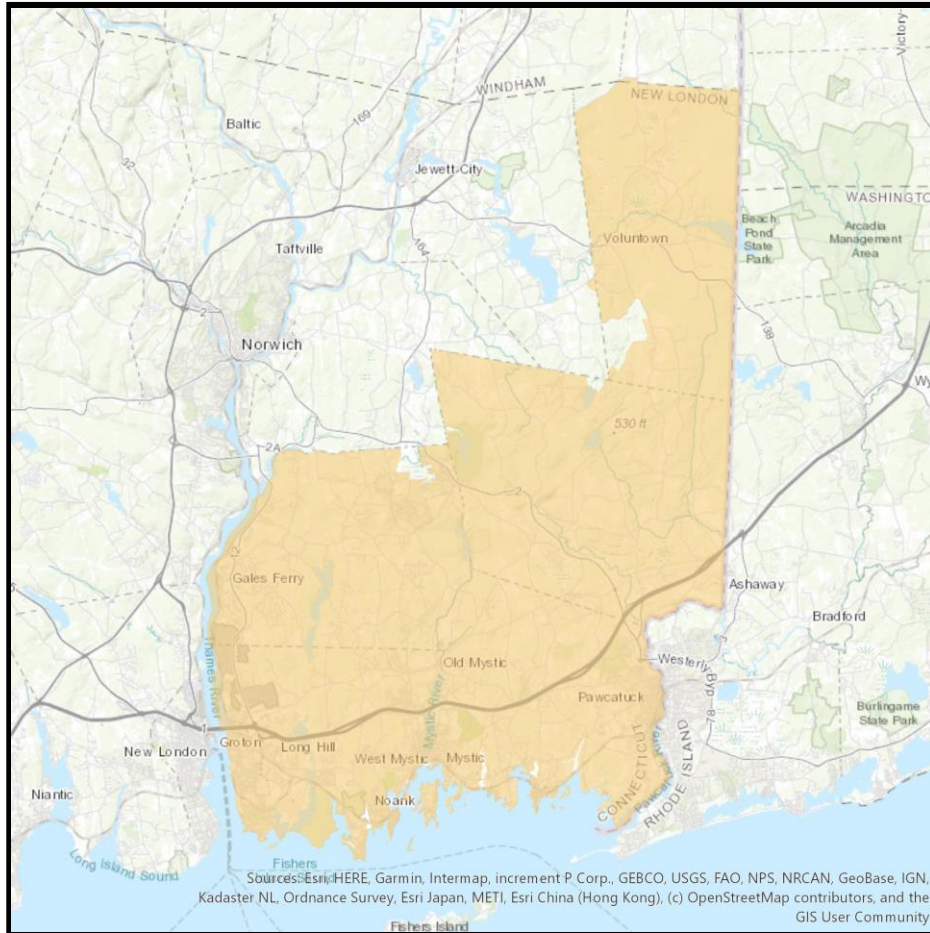 Victory
WINDHAM
NEW LONDON
169
Baltic
32
Jewett City
WASHINGTO
Beach
Pond
State
Park
Arcadia
Management
Area
Voluntown
Taftville
164
2
Norwich
138
Wy
530 ft
2A
2
12
Gales Ferry
Ashaway
Bradford
Thames River
Old Mystic
Mystic River
Westerly Byp
78
Pawcatuck
Burlingame
State Park
1
Groton
New London
Long Hill
West Mystic
Mystic
CONNECTICUT
Pawcatuck River
RHODE ISLAND
Niantic
Noank
Long Island Sound
Fishers
Sources: Esri, HERE, Garmin, Intermap, increment P Corp., GEBCO, USGS, FAO, NPS, NRCAN, GeoBase, IGN,
Kadaster NL, Ordnance Survey, Esri Japan, METI, Esri China (Hong Kong), (c) OpenStreetMap contributors, and the
GIS User Community
Fishers Island